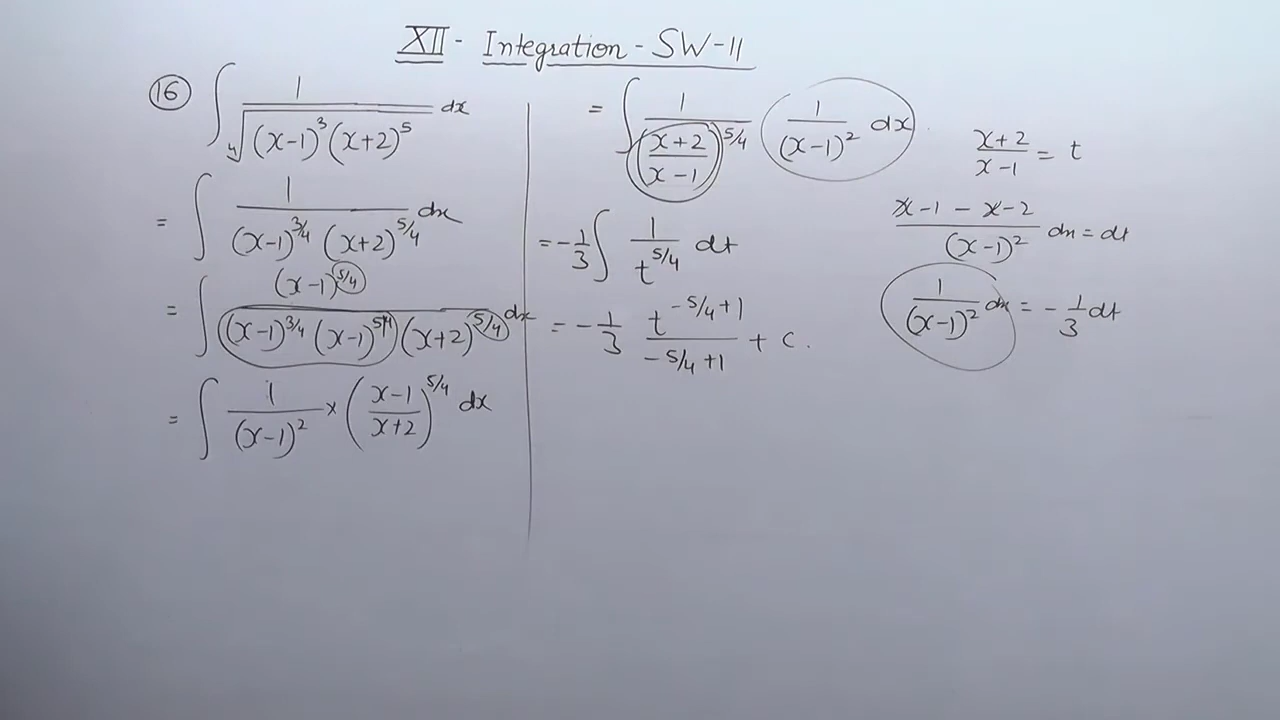 XII - Integration - SW-11
16 ∫ 1/∜((x-1)^3 (x+2)^5) dx
= ∫ 1/((x-1)^3/4 (x+2)^5/4) dx
= ∫ (x-1)^5/4/((x-1)^3/4 (x-1)^5/4 (x+2)^5/4) dx
= ∫ 1/(x-1)^2 × ((x-1)/(x+2))^5/4 dx
= ∫ 1/((x+2)/(x-1))^5/4 1/(x-1)^2 dx.
= -1/3 ∫ 1/t^5/4 dt
= -1/3 t^(-5/4+1)/(-5/4+1) + c.
(x+2)/(x-1) = t
(x-1-x-2)/(x-1)^2 dx = dt
1/(x-1)^2 dx = -1/3 dt